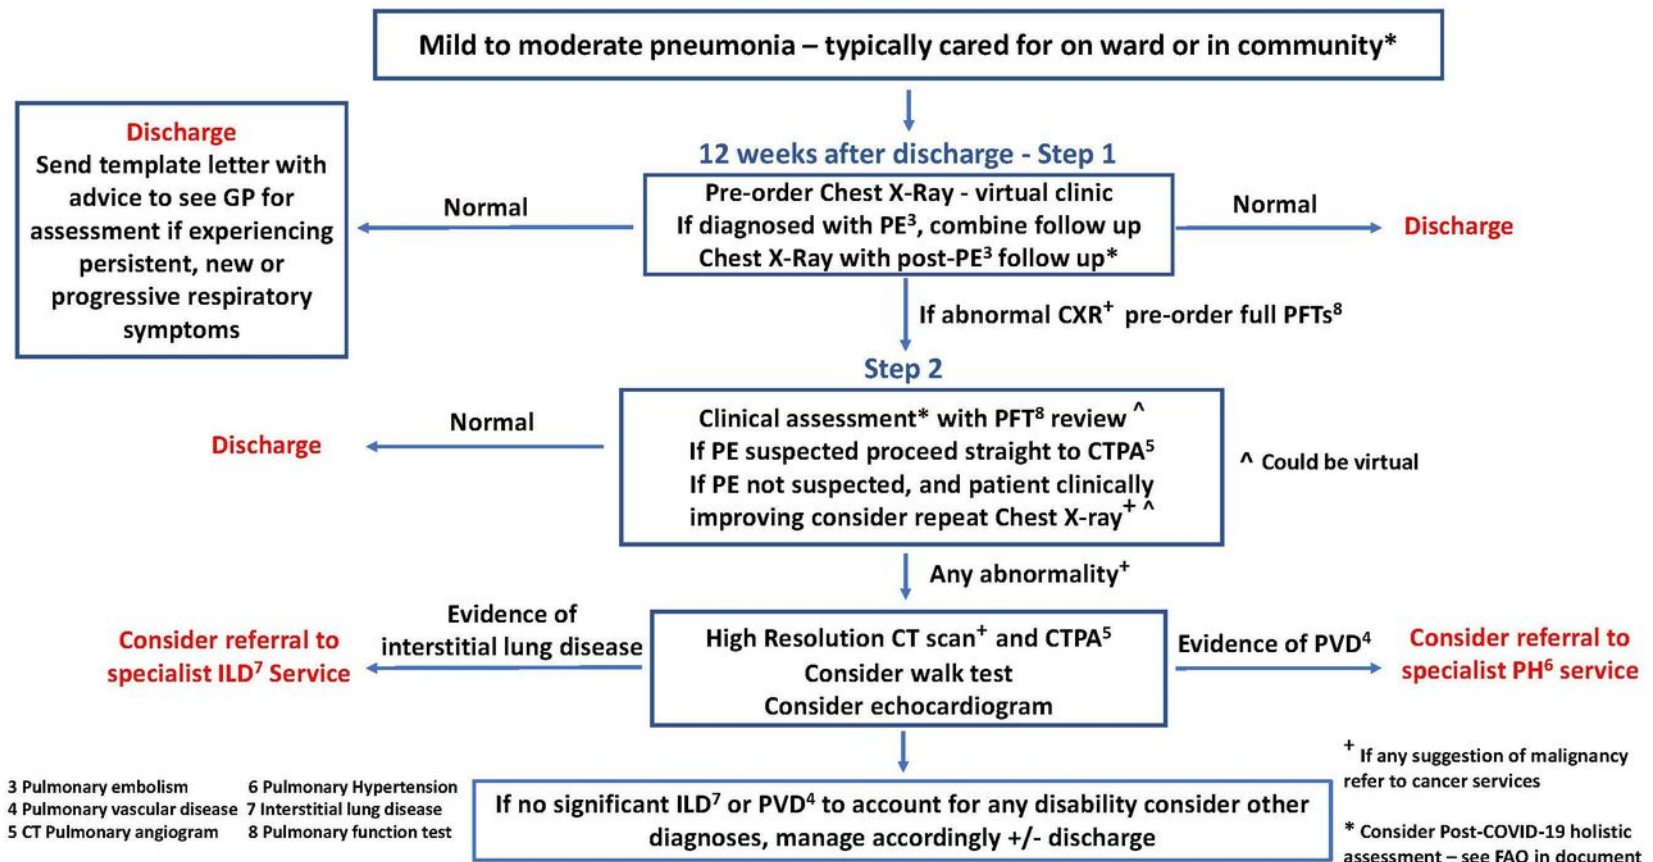 Mild to moderate pneumonia – typically cared for on ward or in community*
12 weeks after discharge - Step 1
Discharge
Send template letter with
advice to see GP for
assessment if experiencing
persistent, new or
progressive respiratory
symptoms
Normal
Pre-order Chest X-Ray - virtual clinic
If diagnosed with PE³, combine follow up
Chest X-Ray with post-PE³ follow up*
Normal
Discharge
If abnormal CXR⁺ pre-order full PFTs⁸
Step 2
Discharge
Normal
Clinical assessment* with PFT⁸ review ^
If PE suspected proceed straight to CTPA⁵
If PE not suspected, and patient clinically
improving consider repeat Chest X-ray⁺ ^
^ Could be virtual
Any abnormality⁺
Consider referral to
specialist ILD⁷ Service
Evidence of
interstitial lung disease
High Resolution CT scan⁺ and CTPA⁵
Consider walk test
Consider echocardiogram
Evidence of PVD⁴
Consider referral to
specialist PH⁶ service
If no significant ILD⁷ or PVD⁴ to account for any disability consider other
diagnoses, manage accordingly +/- discharge
3 Pulmonary embolism
4 Pulmonary vascular disease
5 CT Pulmonary angiogram
6 Pulmonary Hypertension
7 Interstitial lung disease
8 Pulmonary function test
⁺ If any suggestion of malignancy
refer to cancer services
* Consider Post-COVID-19 holistic
assessment – see FAQ in document